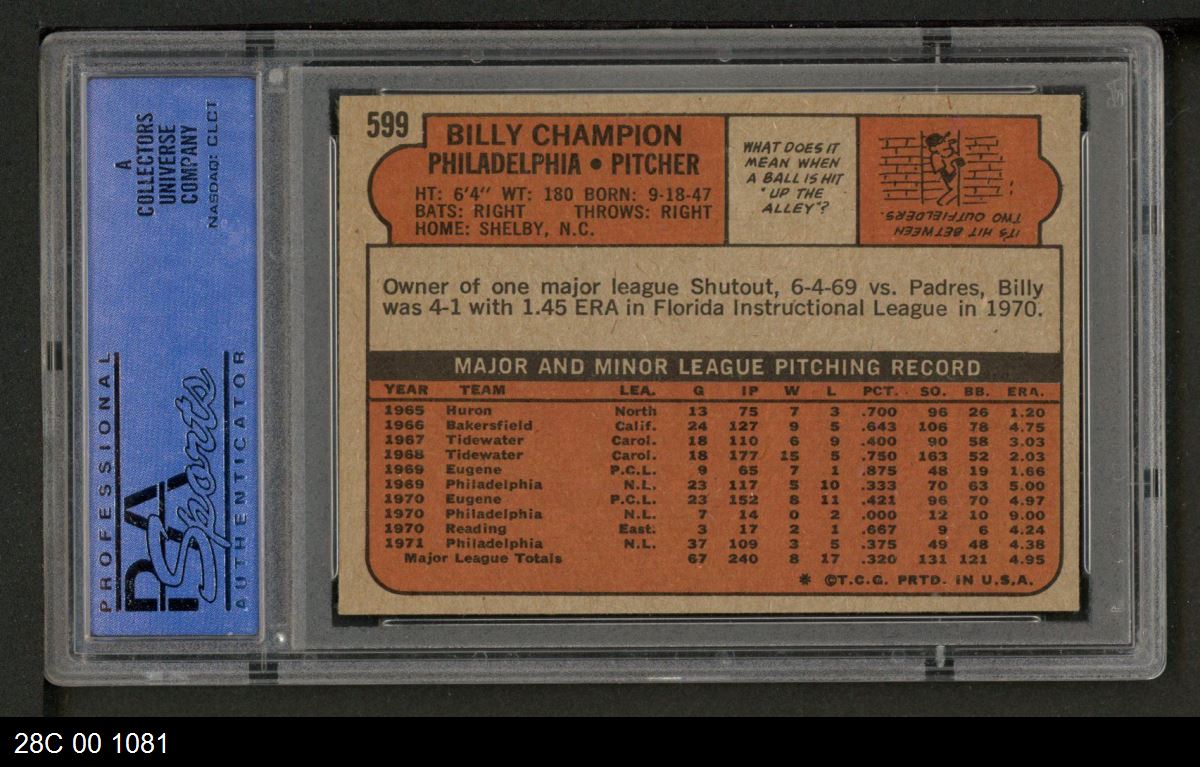 A
COLLECTORS
UNIVERSE
COMPANY
NASDAQ: CLCT
PROFESSIONAL
PSA
Sports
AUTHENTICATOR
599
BILLY CHAMPION
PHILADELPHIA • PITCHER
HT: 6'4" WT: 180 BORN: 9-18-47
BATS: RIGHT THROWS: RIGHT
HOME: SHELBY, N.C.
WHAT DOES IT
MEAN WHEN
A BALL IS HIT
"UP THE
ALLEY"?
IT'S HIT BETWEEN
TWO OUTFIELDERS.
Owner of one major league Shutout, 6-4-69 vs. Padres, Billy
was 4-1 with 1.45 ERA in Florida Instructional League in 1970.
MAJOR AND MINOR LEAGUE PITCHING RECORD
YEAR TEAM LEA. G IP W L PCT. SO. BB. ERA.
1965 Huron North 13 75 7 3 .700 96 26 1.20
1966 Bakersfield Calif. 24 127 9 5 .643 106 78 4.75
1967 Tidewater Carol. 18 110 6 9 .400 90 58 3.03
1968 Tidewater Carol. 18 177 15 5 .750 163 52 2.03
1969 Eugene P.C.L. 9 65 7 1 .875 48 19 1.66
1969 Philadelphia N.L. 23 117 5 10 .333 70 63 5.00
1970 Eugene P.C.L. 23 152 8 11 .421 96 70 4.97
1970 Philadelphia N.L. 7 14 0 2 .000 12 10 9.00
1970 Reading East. 3 17 2 1 .667 9 6 4.24
1971 Philadelphia N.L. 37 109 3 5 .375 49 48 4.38
Major League Totals 67 240 8 17 .320 131 121 4.95
* ©T.C.G. PRTD. IN U.S.A.
28C 00 1081